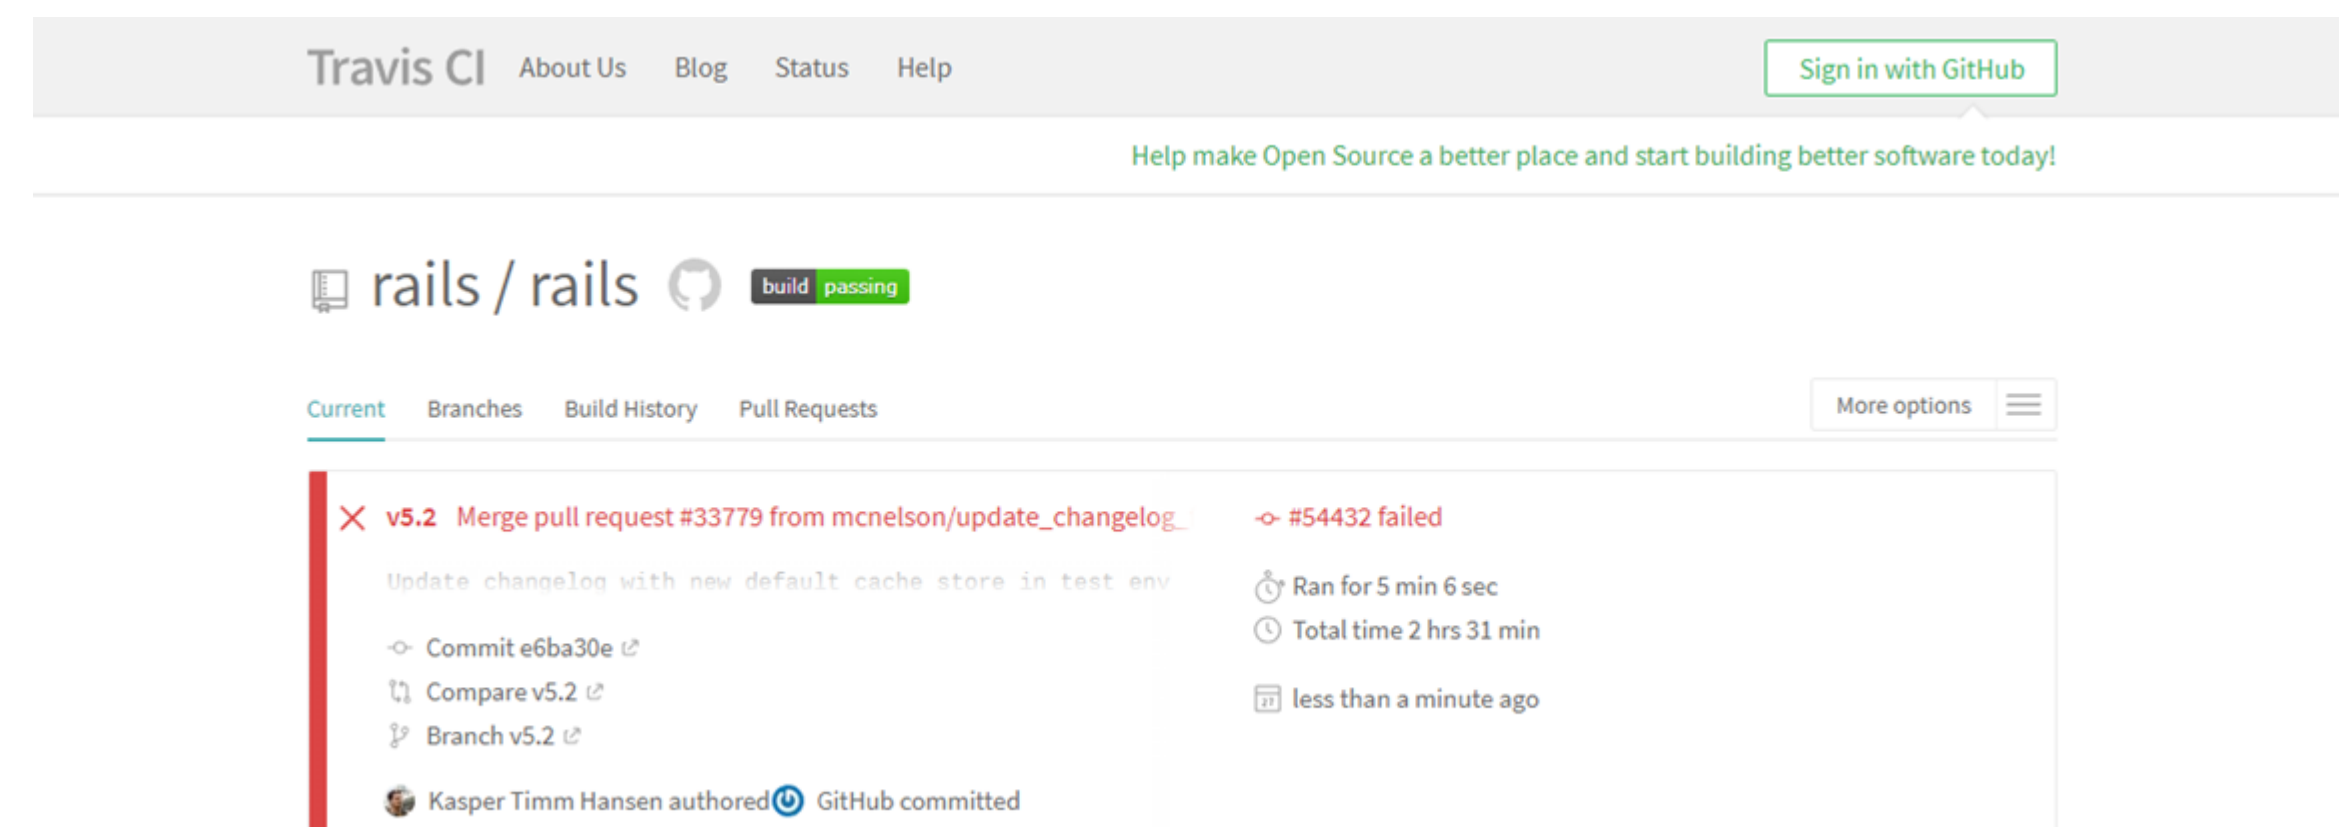 Travis CI About Us Blog Status Help Sign in with GitHub
Help make Open Source a better place and start building better software today!
rails / rails build passing
Current Branches Build History Pull Requests More options
v5.2 Merge pull request #33779 from mcnelson/update_changelog_
#54432 failed
Update changelog with new default cache store in test env
Ran for 5 min 6 sec
Commit e6ba30e
Total time 2 hrs 31 min
Compare v5.2
less than a minute ago
Branch v5.2
Kasper Timm Hansen authored GitHub committed